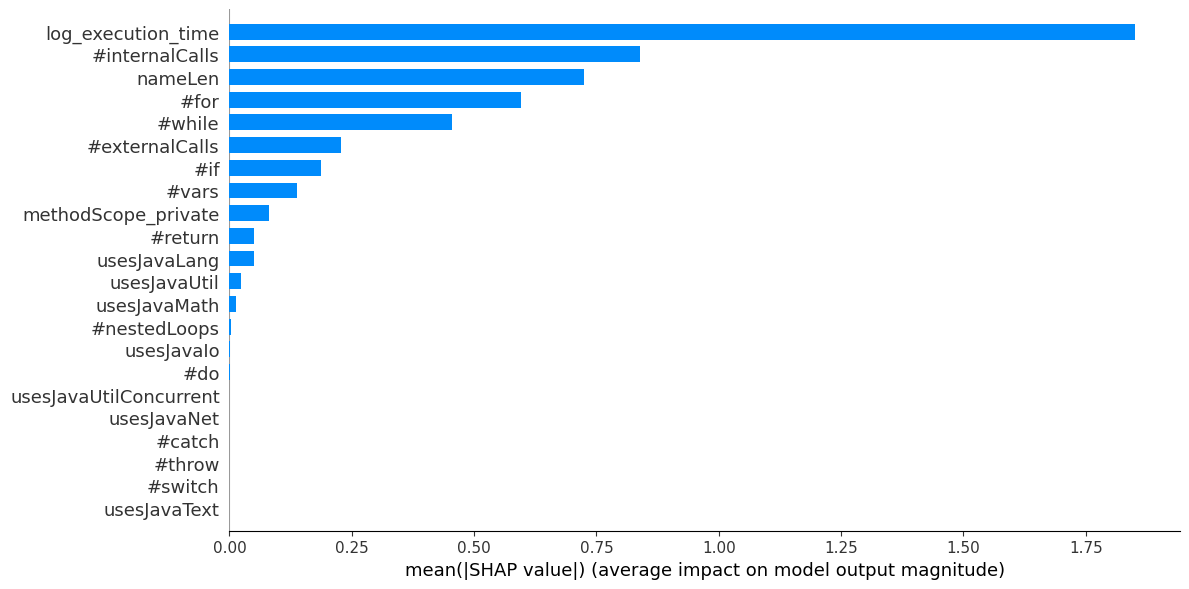 log_execution_time
#internalCalls
nameLen
#for
#while
#externalCalls
#if
#vars
methodScope_private
#return
usesJavaLang
usesJavaUtil
usesJavaMath
#nestedLoops
usesJavaIo
#do
usesJavaUtilConcurrent
usesJavaNet
#catch
#throw
#switch
usesJavaText
0.00 0.25 0.50 0.75 1.00 1.25 1.50 1.75
mean(|SHAP value|) (average impact on model output magnitude)